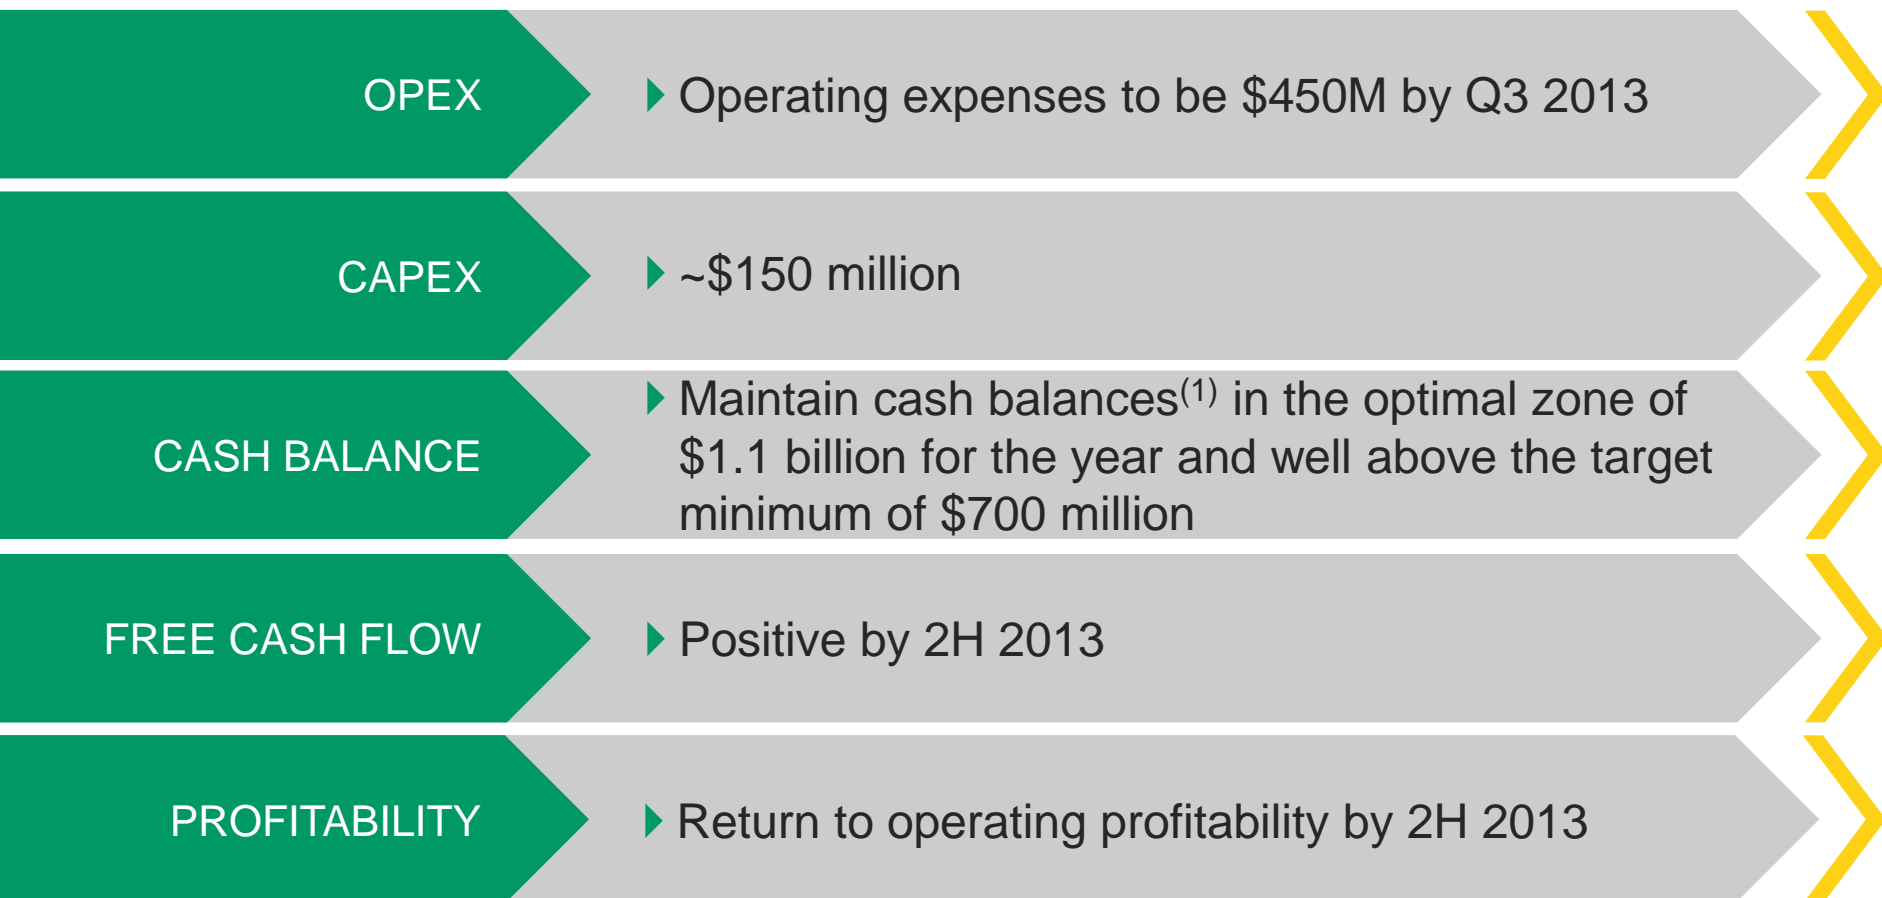 OPEX
Operating expenses to be $450M by Q3 2013
CAPEX
~$150 million
CASH BALANCE
Maintain cash balances(1) in the optimal zone of
$1.1 billion for the year and well above the target
minimum of $700 million
FREE CASH FLOW
Positive by 2H 2013
PROFITABILITY
Return to operating profitability by 2H 2013